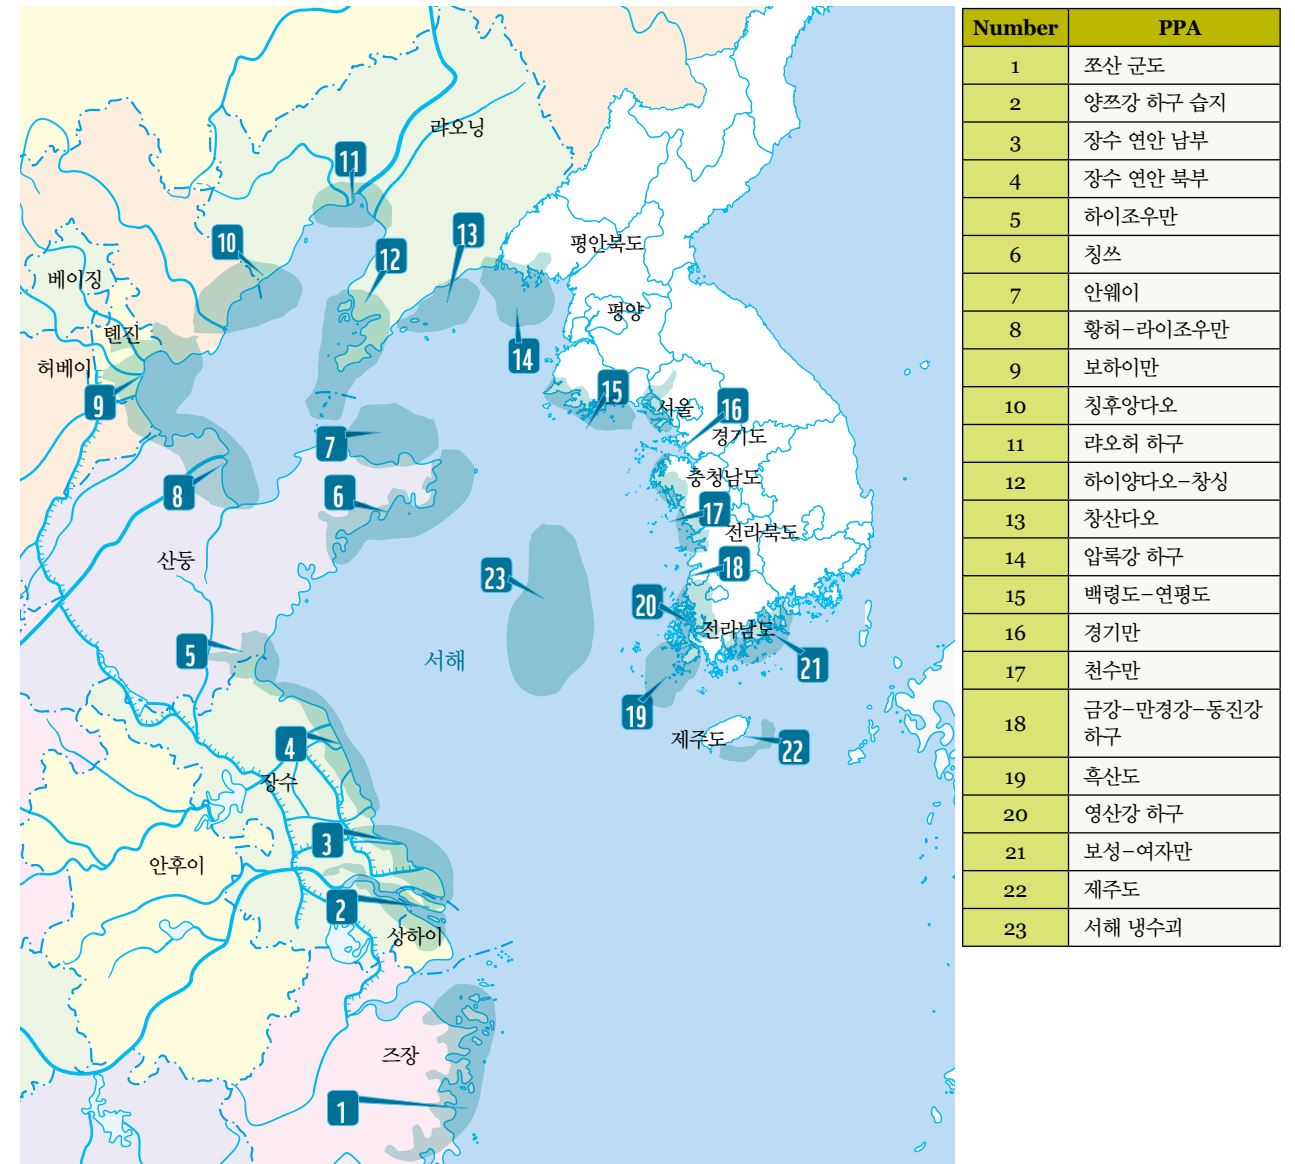 랴오닝
11
13
10
12
평안북도
베이징
평양
톈진
14
허베이
15
9
서울
16
경기도
7
충청남도
8
6
17
전라북도
산둥
18
23
20
전라남도
5
서해
21
19
4
제주도
22
장수
3
안후이
2
상하이
즈장
1
Number PPA
1 쪼산 군도
2 양쯔강 하구 습지
3 장수 연안 남부
4 장수 연안 북부
5 하이조우만
6 칭쓰
7 안웨이
8 황허–라이조우만
9 보하이만
10 칭후앙다오
11 랴오허 하구
12 하이양다오–창싱
13 창산다오
14 압록강 하구
15 백령도–연평도
16 경기만
17 천수만
18 금강–만경강–동진강
하구
19 흑산도
20 영산강 하구
21 보성–여자만
22 제주도
23 서해 냉수괴